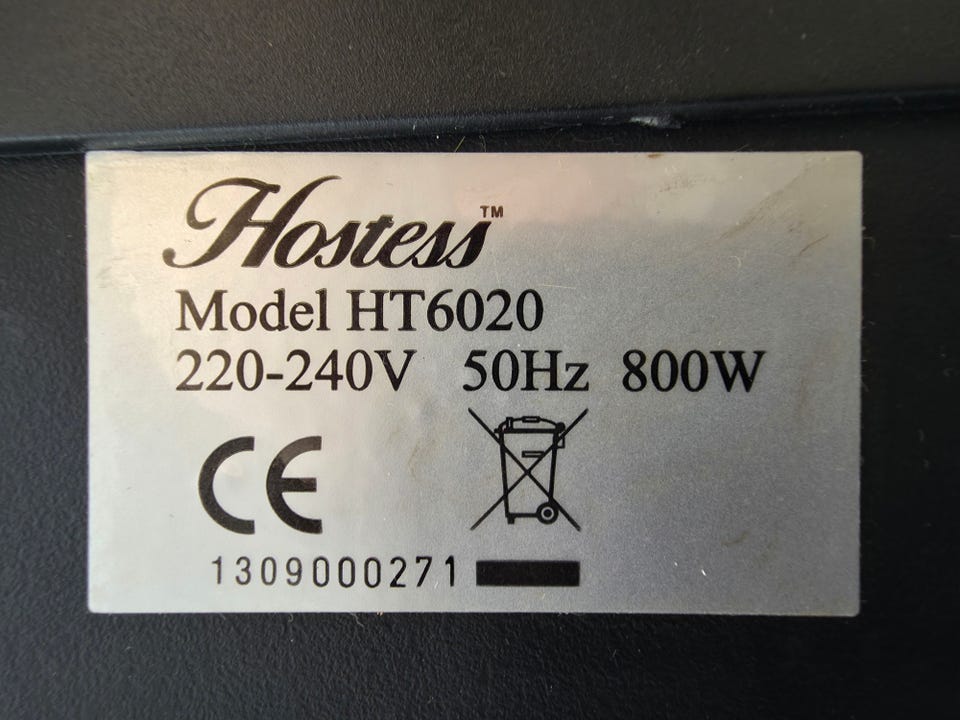 Hostess™
Model HT6020
220-240V 50Hz 800W
CE
1309000271